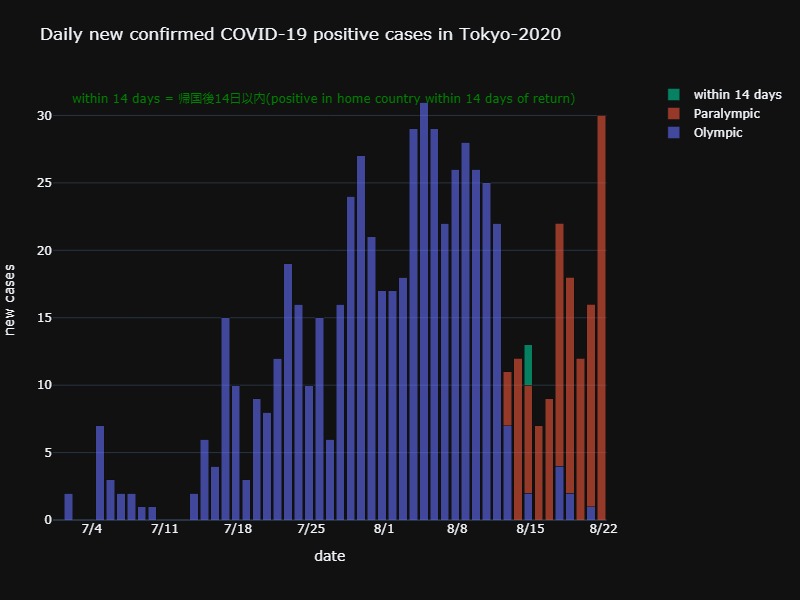 Daily new confirmed COVID-19 positive cases in Tokyo-2020
within 14 days = 帰国後14日以内(positive in home country within 14 days of return)
within 14 days
Paralympic
Olympic
30
25
20
15
10
5
0
new cases
7/4 7/11 7/18 7/25 8/1 8/8 8/15 8/22
date